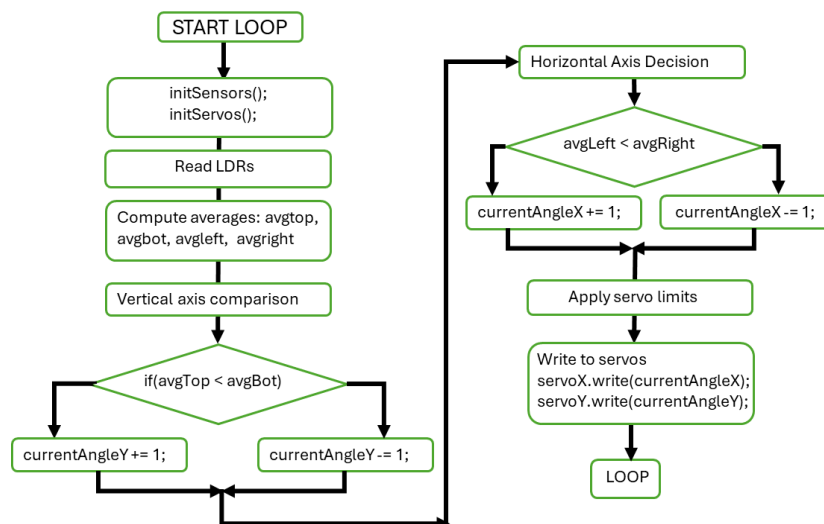 START LOOP
initSensors();
initServos();
Read LDRs
Compute averages: avgtop,
avgbot, avgleft, avgright
Vertical axis comparison
if(avgTop < avgBot)
currentAngleY += 1;
currentAngleY -= 1;
Horizontal Axis Decision
avgLeft < avgRight
currentAngleX += 1;
currentAngleX -= 1;
Apply servo limits
Write to servos
servoX.write(currentAngleX);
servoY.write(currentAngleY);
LOOP